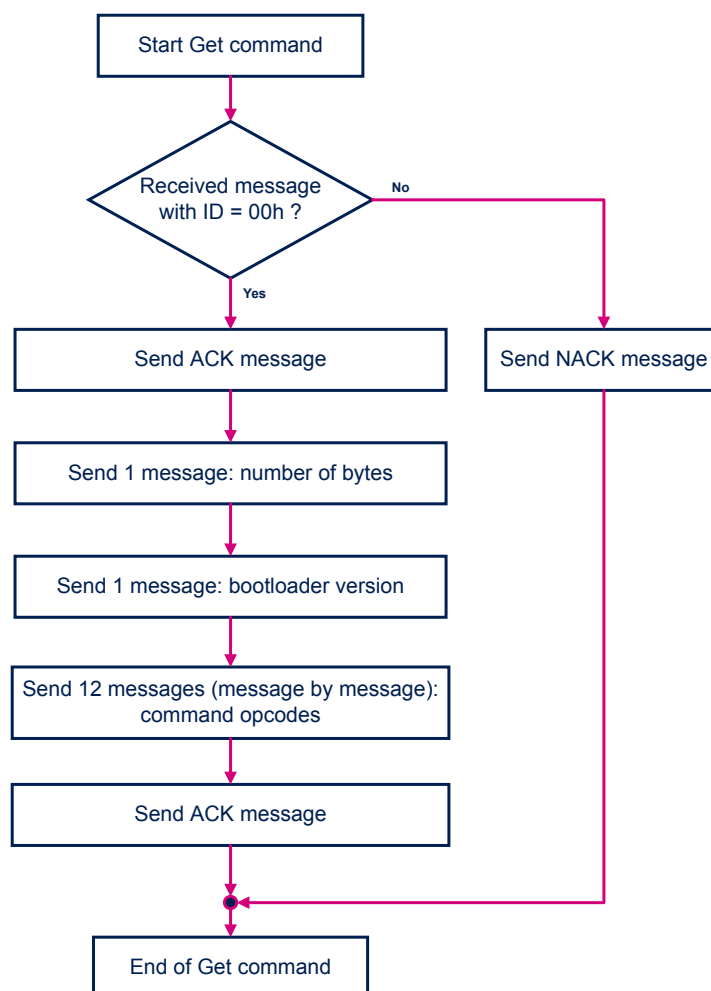 Start Get command
Received message
with ID = 00h ?
No
Yes
Send ACK message
Send NACK message
Send 1 message: number of bytes
Send 1 message: bootloader version
Send 12 messages (message by message):
command opcodes
Send ACK message
End of Get command